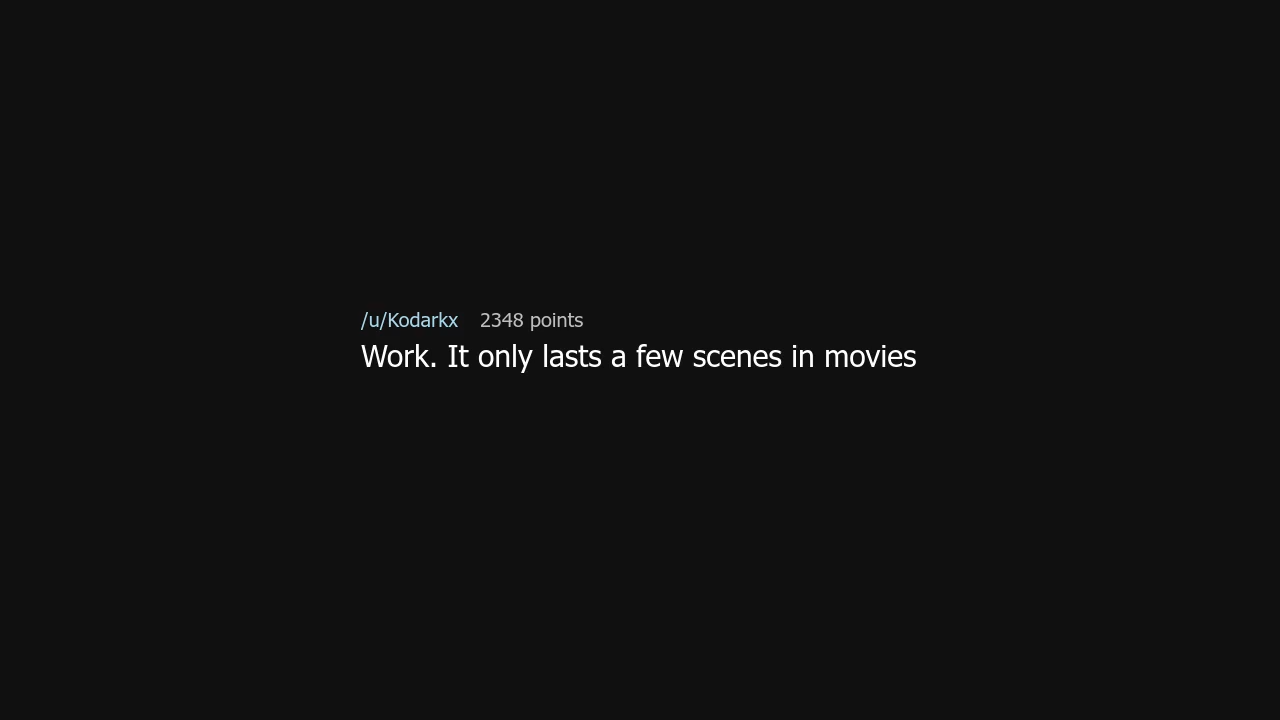 /u/Kodarkx 2348 points
Work. It only lasts a few scenes in movies